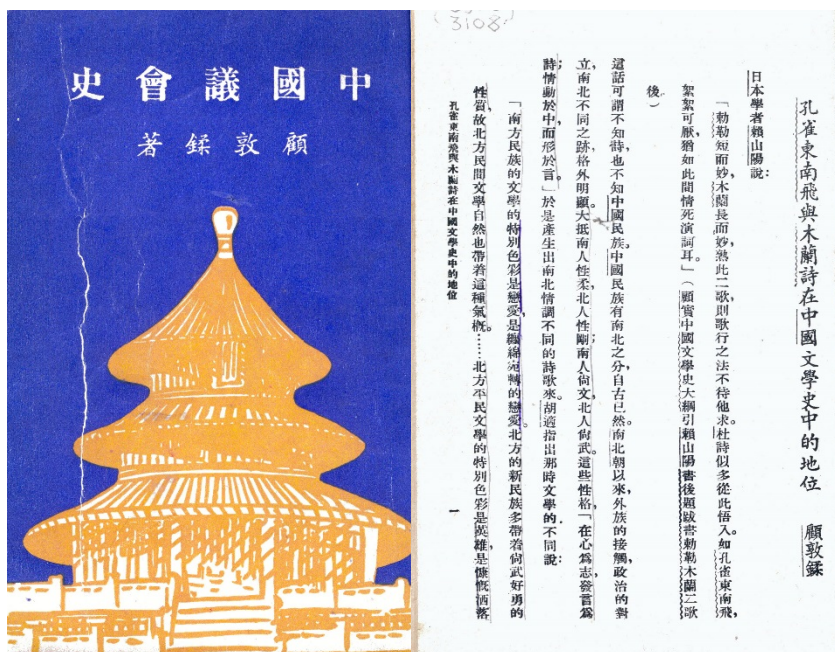 中國議會史
顧敦鍒著
3108
孔雀東南飛與木蘭詩在中國文學史中的地位 顧敦鍒
日本學者賴山陽說:
「勅勒短而妙,木蘭長而妙,熟此二歌,則歌行之法不待他求。杜詩似多從此悟入。如孔雀東南飛,
絮絮可厭,猶如此間情死演詞耳。」(顧實中國文學史大綱引賴山陽書後題跋書勅勒木蘭二歌
後)
這話可謂不知詩也不知中國民族。中國民族有南北之分,自古已然。南北朝以來,外族的接觸,政治的對
立,南北不同之跡,格外明顯。大抵南人性柔,北人性剛;南人尚文,北人尚武。這些性格「在心爲志,發言爲
詩;情動於中而形於言。」於是產生出南北情調不同的詩歌來。胡適指出那時文學的不同說:
「南方民族的文學的特別色彩是戀愛,是纏綿宛轉的戀愛。北方的新民族多帶着尚武好勇的
性質,故北方民間文學自然也帶着這種氣概。……北方平民文學的特別色彩是英雄,是慷慨洒落
孔雀東南飛與木蘭詩在中國文學史中的地位
一